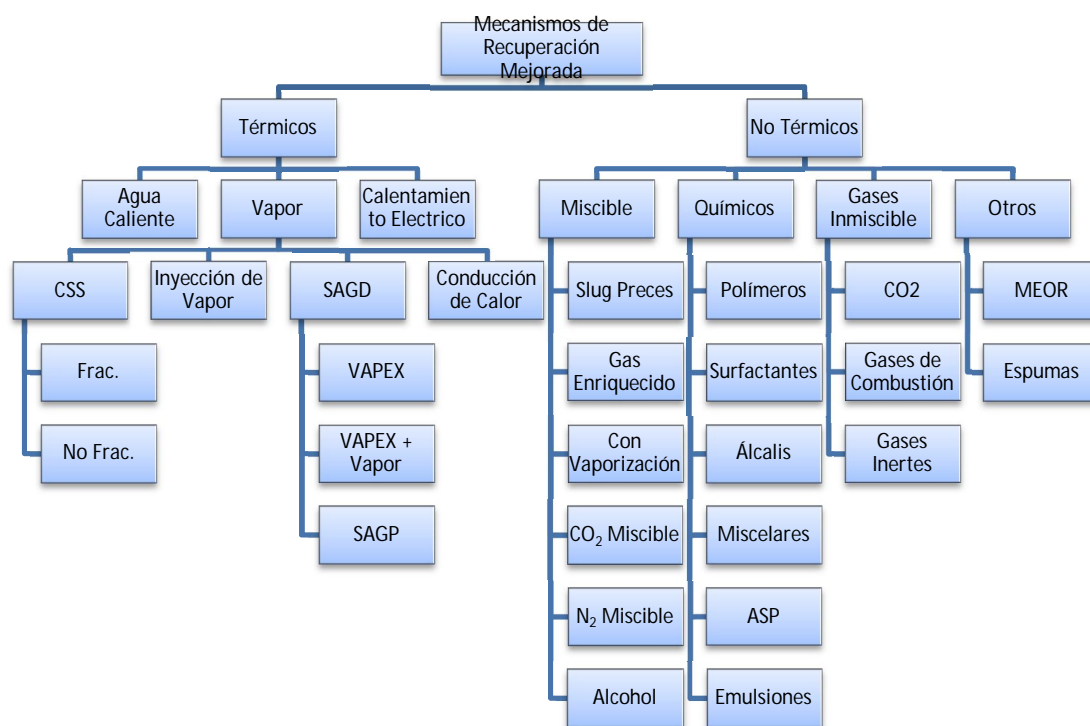 Mecanismos de
Recuperación
Mejorada
Térmicos
No Térmicos
Agua
Caliente
Vapor
Calentamien
to Electrico
Miscible
Químicos
Gases
Inmiscible
Otros
CSS
Inyección de
Vapor
SAGD
Conducción
de Calor
Slug Preces
Polímeros
CO2
MEOR
Frac.
VAPEX
Gas
Enriquecido
Surfactantes
Gases de
Combustión
Espumas
No Frac.
VAPEX +
Vapor
Con
Vaporización
Álcalis
Gases
Inertes
SAGP
CO₂ Miscible
Miscelares
N₂ Miscible
ASP
Alcohol
Emulsiones